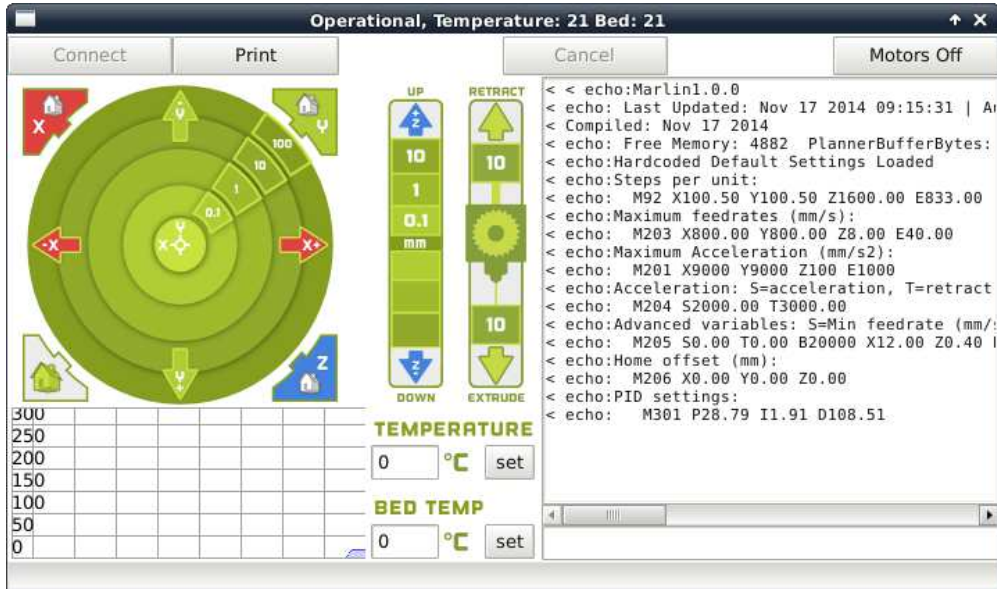 Operational, Temperature: 21 Bed: 21
Connect
Print
Cancel
Motors Off
X
Y
-Y
100
10
1
0.1
Y
X
-X
X+
Y+
Z
UP
+Z
10
1
0.1
mm
Z-
DOWN
RETRACT
10
10
EXTRUDE
< < echo:Marlin1.0.0
< echo: Last Updated: Nov 17 2014 09:15:31 |
< Compiled: Nov 17 2014
< echo: Free Memory: 4882  PlannerBufferBytes:
< echo:Hardcoded Default Settings Loaded
< echo:Steps per unit:
< echo:  M92 X100.50 Y100.50 Z1600.00 E833.00
< echo:Maximum feedrates (mm/s):
< echo:  M203 X800.00 Y800.00 Z8.00 E40.00
< echo:Maximum Acceleration (mm/s2):
< echo:  M201 X9000 Y9000 Z100 E1000
< echo:Acceleration: S=acceleration, T=retract
< echo:  M204 S2000.00 T3000.00
< echo:Advanced variables: S=Min feedrate (mm/
< echo:  M205 S0.00 T0.00 B20000 X12.00 Z0.40
< echo:Home offset (mm):
< echo:  M206 X0.00 Y0.00 Z0.00
< echo:PID settings:
< echo:   M301 P28.79 I1.91 D108.51
300
250
200
150
100
50
0
TEMPERATURE
0 °C set
BED TEMP
0 °C set